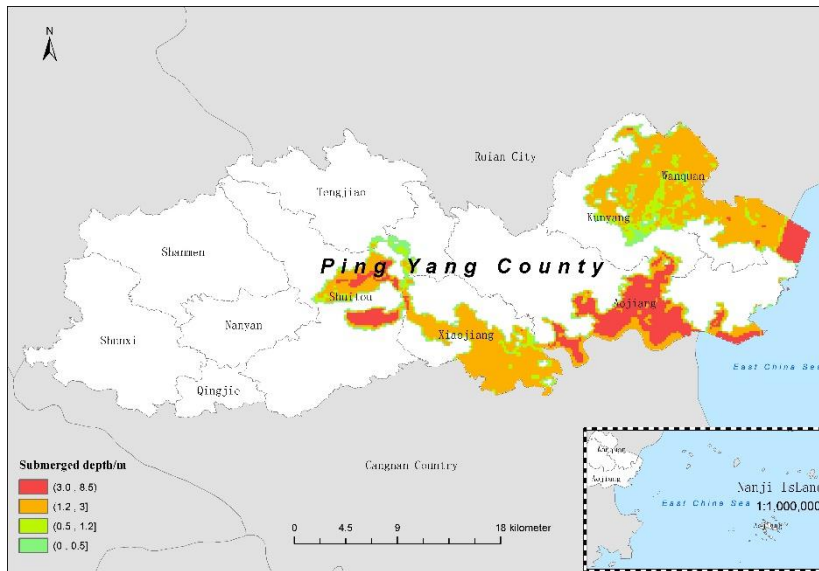 N
Ruian City
Tengjian
Wanquan
Kunyang
Shanmen
Ping Yang County
Shuitou
Aojiang
Nanyan
Xiaojiang
Shunxi
Qingjie
East China Sea
Cangnan Country
Submerged depth/m
(3.0 , 8.5)
(1.2 , 3]
(0.5 , 1.2]
(0 , 0.5]
0 4.5 9 18 kilometer
Aojiang
Nanji IsLand
East China Sea
1:1,000,000